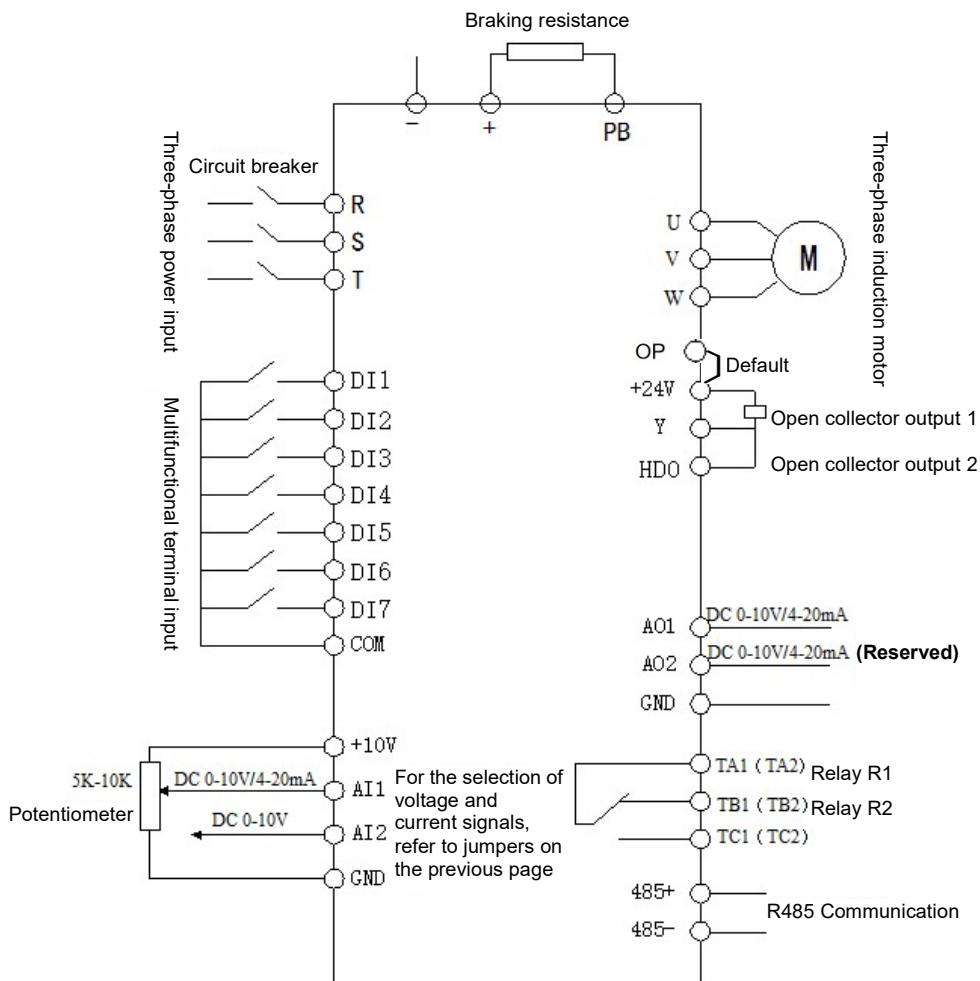 Braking resistance
-
+
PB
Three-phase power input
Circuit breaker
R
S
T
Multifunctional terminal input
DI1
DI2
DI3
DI4
DI5
DI6
DI7
COM
+10V
5K-10K
Potentiometer
DC 0-10V/4-20mA
AI1
DC 0-10V
AI2
GND
For the selection of
voltage and
current signals,
refer to jumpers on
the previous page
U
V
W
M
Three-phase induction motor
OP
Default
+24V
Y
Open collector output 1
HDO
Open collector output 2
AO1
DC 0-10V/4-20mA
AO2
DC 0-10V/4-20mA (Reserved)
GND
TA1 (TA2) Relay R1
TB1 (TB2) Relay R2
TC1 (TC2)
485+
R485 Communication
485-